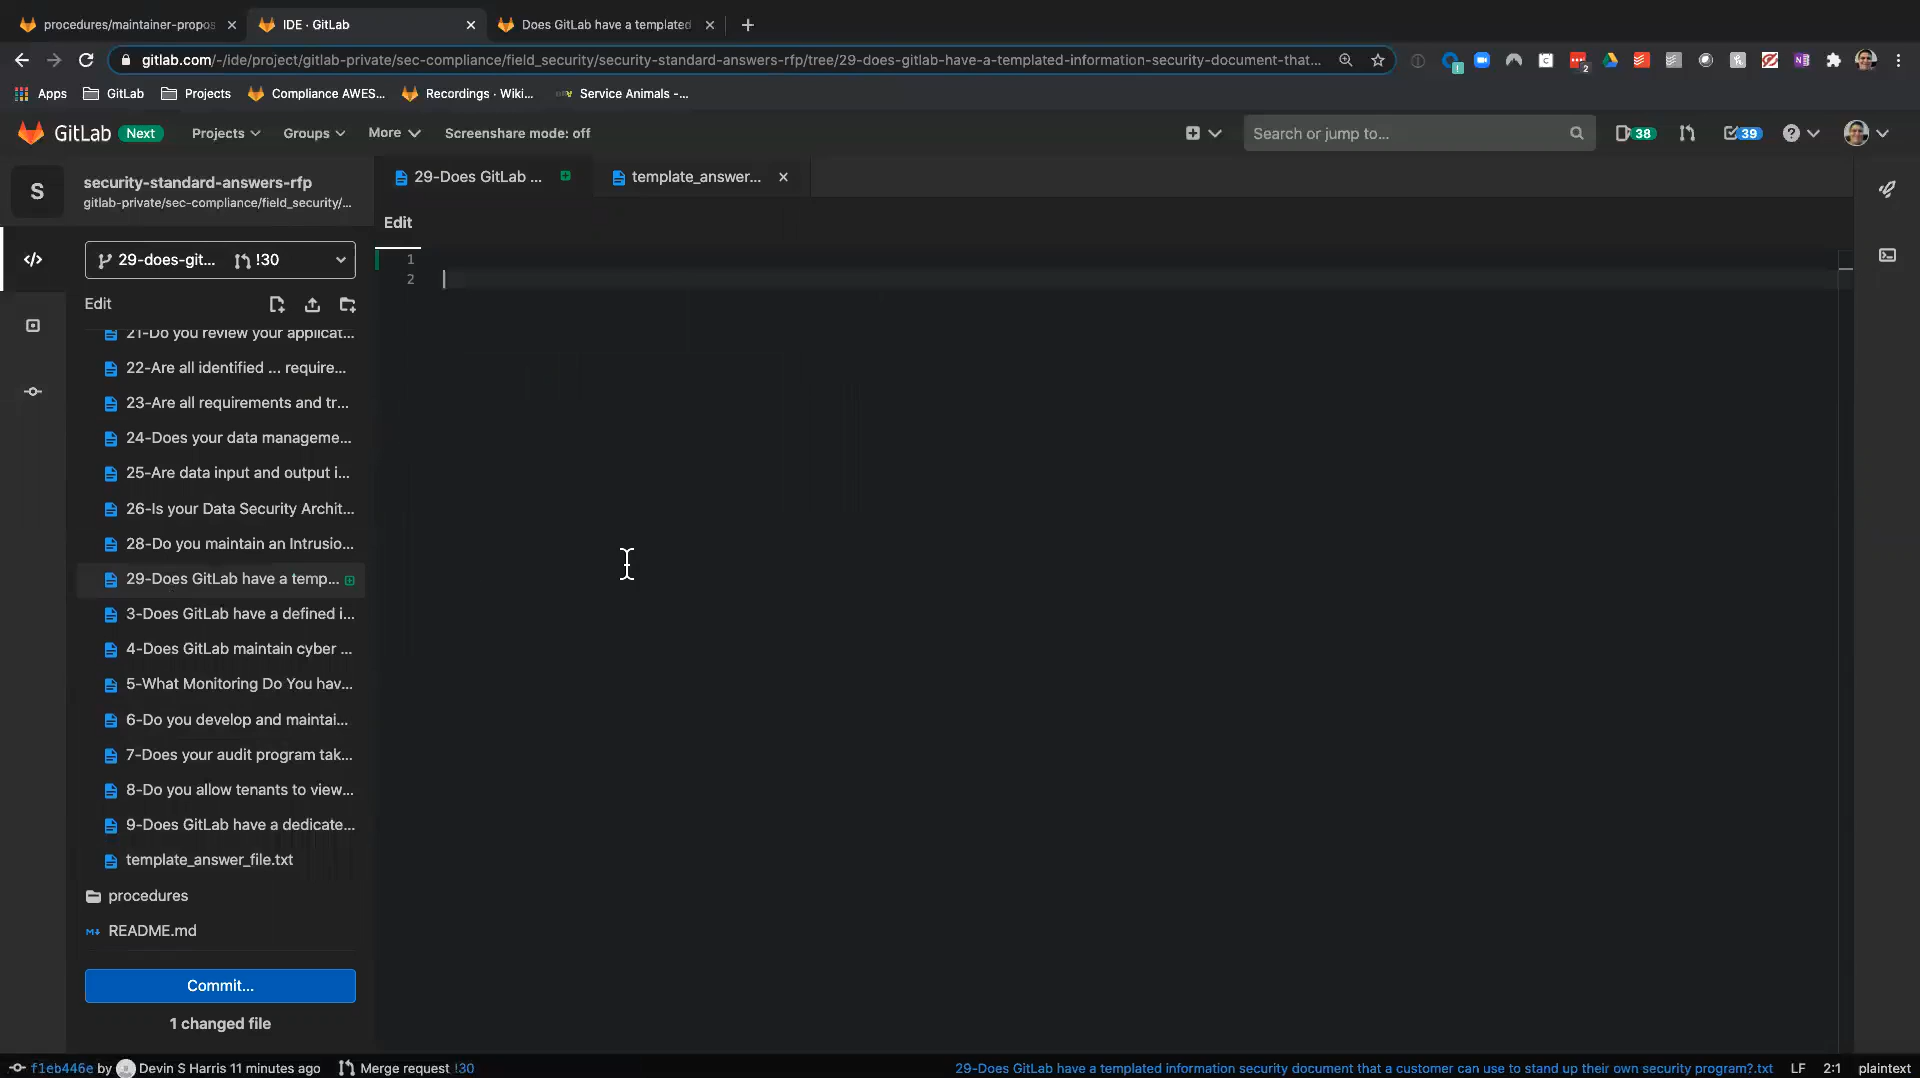 procedures/maintainer-propos
IDE · GitLab
Does GitLab have a templated
gitlab.com/-/ide/project/gitlab-private/sec-compliance/field_security/security-standard-answers-rfp/tree/29-does-gitlab-have-a-templated-information-security-document-that...
Apps
GitLab
Projects
Compliance AWES...
Recordings · Wiki...
Service Animals -...
GitLab
Next
Projects
Groups
More
Screenshare mode: off
Search or jump to...
38
39
S
security-standard-answers-rfp
gitlab-private/sec-compliance/field_security/...
29-Does GitLab ...
template_answer...
Edit
29-does-git...
!30
1
2
Edit
21-Do you review your applicat...
22-Are all identified ... require...
23-Are all requirements and tr...
24-Does your data manageme...
25-Are data input and output i...
26-Is your Data Security Archit...
28-Do you maintain an Intrusio...
29-Does GitLab have a temp...
3-Does GitLab have a defined i...
4-Does GitLab maintain cyber ...
5-What Monitoring Do You hav...
6-Do you develop and maintai...
7-Does your audit program tak...
8-Do you allow tenants to view...
9-Does GitLab have a dedicate...
template_answer_file.txt
procedures
README.md
Commit...
1 changed file
f1eb446e by Devin S Harris 11 minutes ago
Merge request !30
29-Does GitLab have a templated information security document that a customer can use to stand up their own security program?.txt
LF
2:1
plaintext